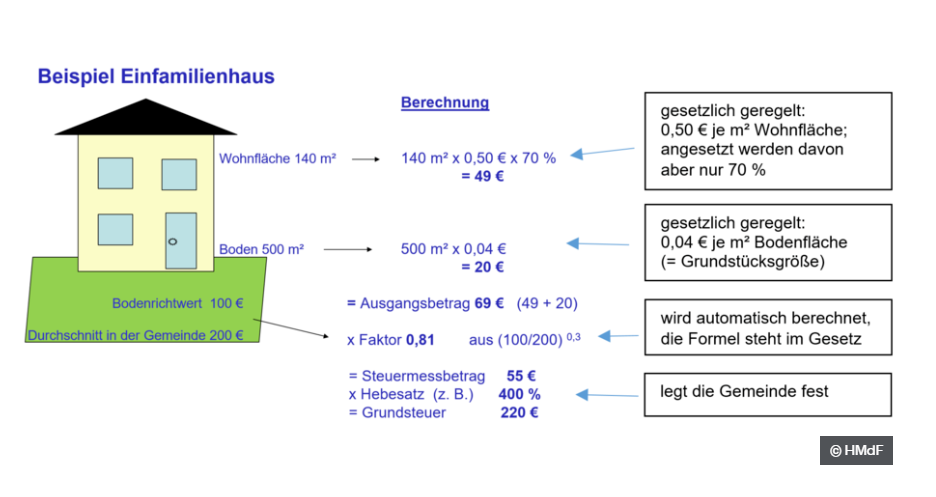 Beispiel Einfamilienhaus
Berechnung
Wohnfläche 140 m²
140 m² x 0,50 € x 70 %
= 49 €
gesetzlich geregelt:
0,50 € je m² Wohnfläche;
angesetzt werden davon
aber nur 70 %
Boden 500 m²
500 m² x 0,04 €
= 20 €
gesetzlich geregelt:
0,04 € je m² Bodenfläche
(= Grundstücksgröße)
Bodenrichtwert 100 €
= Ausgangsbetrag 69 € (49 + 20)
Durchschnitt in der Gemeinde 200 €
x Faktor 0,81 aus (100/200) 0,3
wird automatisch berechnet,
die Formel steht im Gesetz
= Steuermessbetrag 55 €
x Hebesatz (z. B.) 400 %
= Grundsteuer 220 €
legt die Gemeinde fest
© HMdF